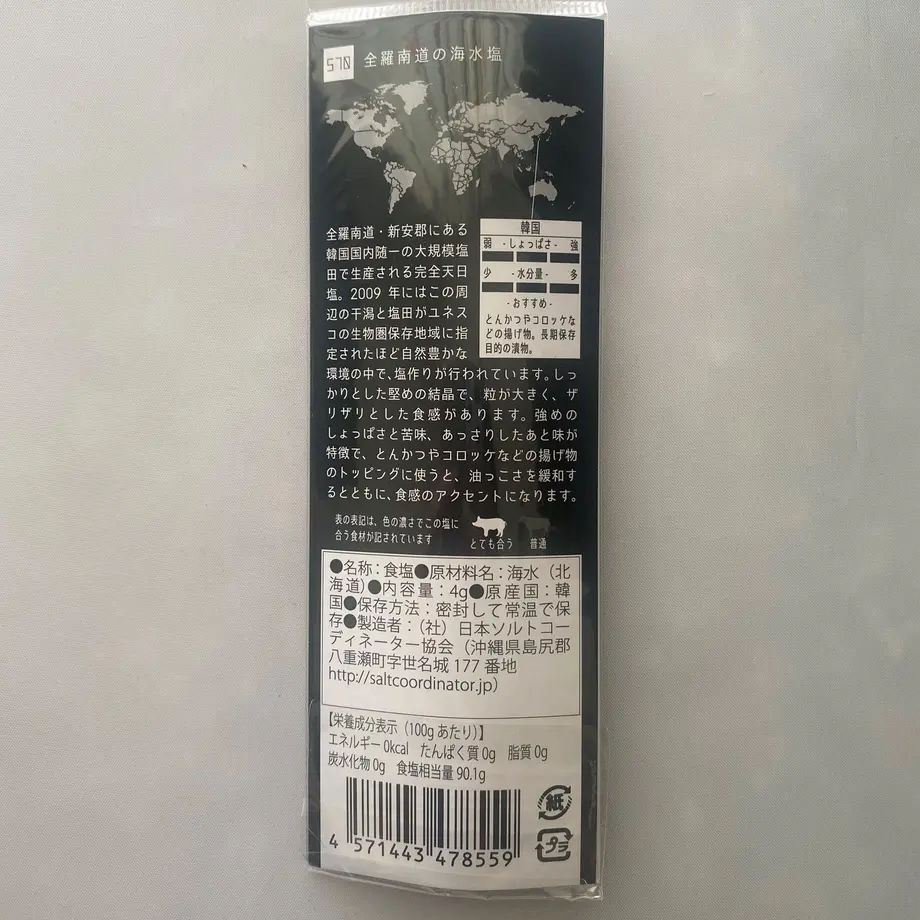 570 全羅南道の海水塩
全羅南道・新安郡にある
韓国国内随一の大規模塩
田で生産される完全天日
塩。2009 年にはこの周
辺の干潟と塩田がユネス
コの生物圏保存地域に指
定されたほど自然豊かな
環境の中で、塩作りが行われています。しっ
かりとした堅めの結晶で、粒が大きく、ザ
リザリとした食感があります。強めの
しょっぱさと苦味、あっさりしたあと味が
特徴で、とんかつやコロッケなどの揚げ物
のトッピングに使うと、油っこさを緩和す
るとともに、食感のアクセントになります。
韓国
弱 - しょっぱさ - 強
少 - 水分量 - 多
- おすすめ -
とんかつやコロッケな
どの揚げ物。長期保存
目的の漬物。
表の表記は、色の濃さでこの塩に
合う食材が記されています
とても合う 普通
●名称：食塩●原材料名：海水（北
海道）●内容量：4g●原産国：韓
国●保存方法：密封して常温で保
存●製造者：（社）日本ソルトコー
ディネーター協会（沖縄県島尻郡
八重瀬町字世名城 177 番地
http://saltcoordinator.jp）
【栄養成分表示（100g あたり）】
エネルギー 0kcal たんぱく質 0g 脂質 0g
炭水化物 0g 食塩相当量 90.1g
4 571443 478559
紙
プラ